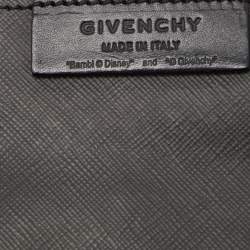 GIVENCHY
MADE IN ITALY
"Bambi © Disney" and "© Givenchy"